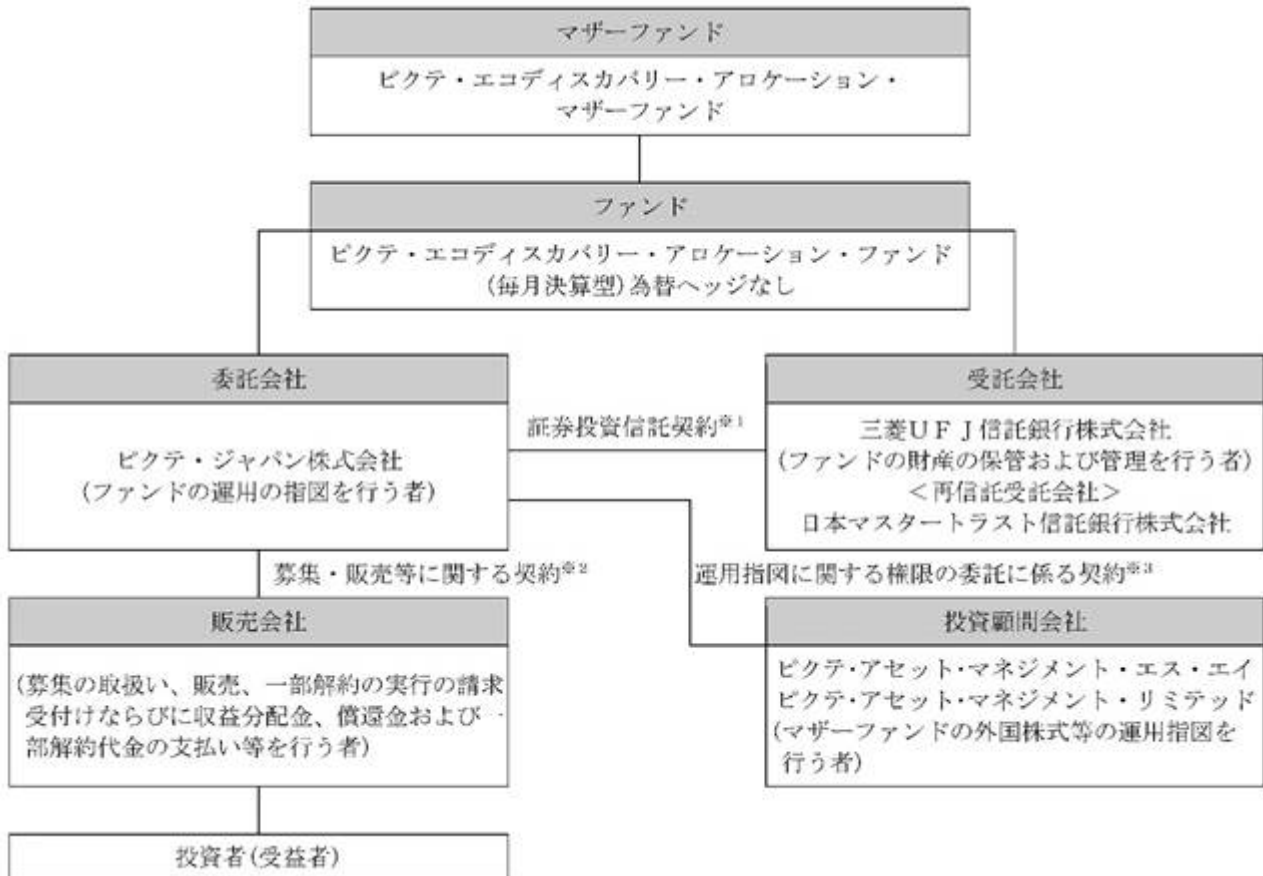 マザーファンド
ピクテ・エコディスカバリー・アロケーション・
マザーファンド
ファンド
ピクテ・エコディスカバリー・アロケーション・ファンド
(毎月決算型)為替ヘッジなし
委託会社
ピクテ・ジャパン株式会社
(ファンドの運用の指図を行う者)
証券投資信託契約※1
受託会社
三菱UFJ信託銀行株式会社
(ファンドの財産の保管および管理を行う者)
<再信託受託会社>
日本マスタートラスト信託銀行株式会社
募集・販売等に関する契約※2
運用指図に関する権限の委託に係る契約※3
販売会社
(募集の取扱い、販売、一部解約の実行の請求
受付けならびに収益分配金、償還金および一
部解約代金の支払い等を行う者)
投資顧問会社
ピクテ・アセット・マネジメント・エス・エイ
ピクテ・アセット・マネジメント・リミテッド
(マザーファンドの外国株式等の運用指図を
行う者)
投資者(受益者)